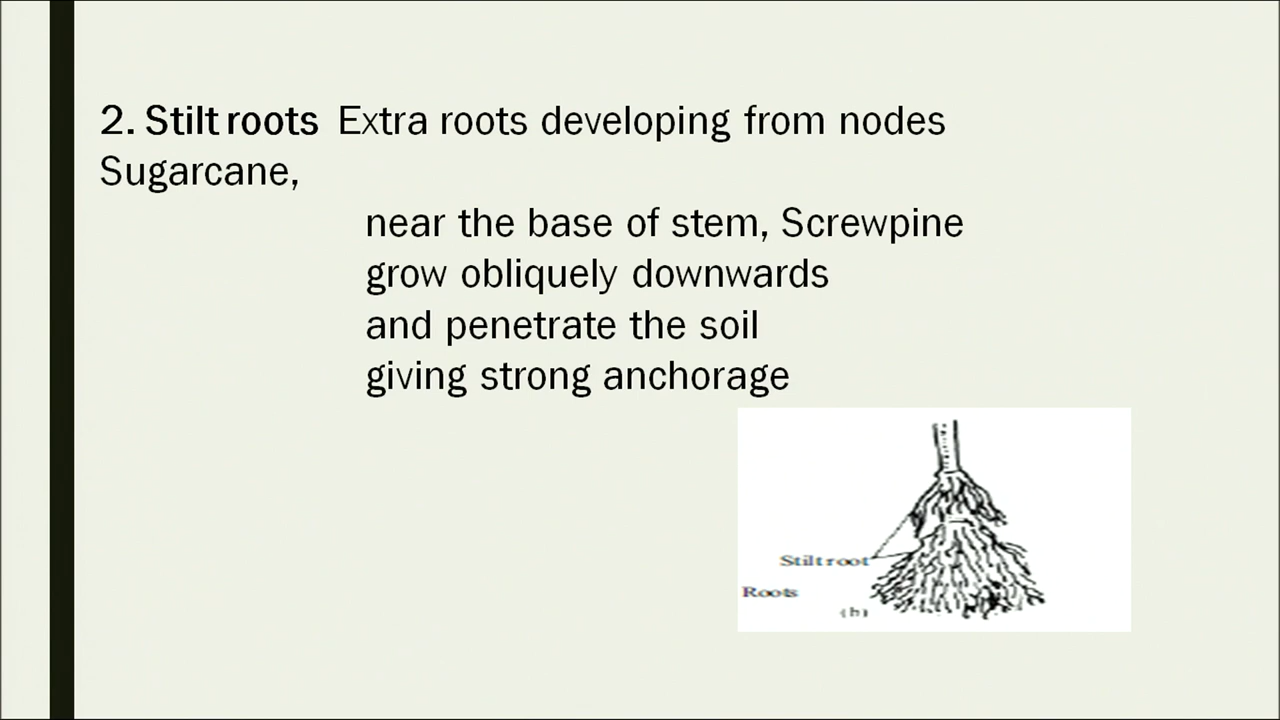 2. Stilt roots Extra roots developing from nodes
Sugarcane,
near the base of stem, Screwpine
grow obliquely downwards
and penetrate the soil
giving strong anchorage
Stilt root
Roots
(b)